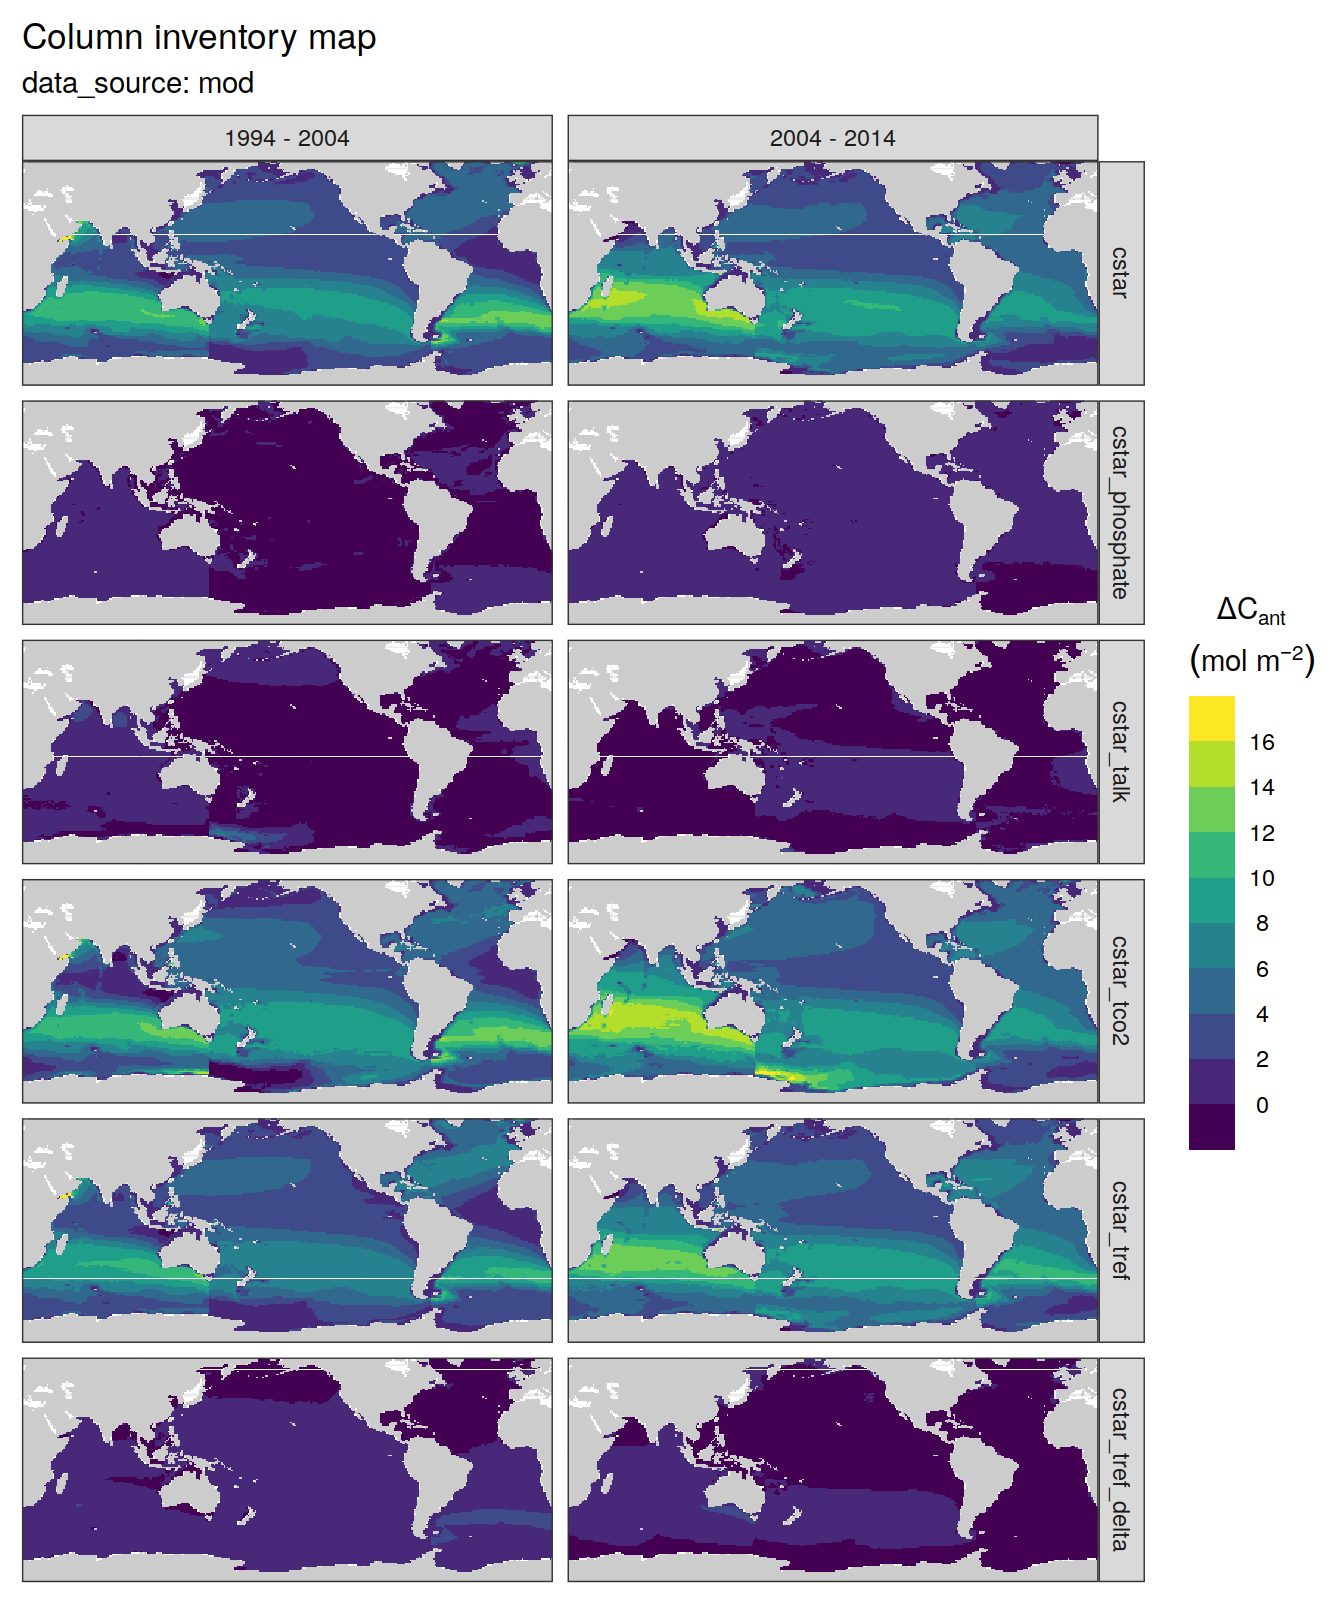 Column inventory map
data_source: mod
1994 - 2004
2004 - 2014
cstar
cstar_phosphate
cstar_talk
cstar_tco2
cstar_tref
cstar_tref_delta
ΔCant
(mol m−2)
16
14
12
10
8
6
4
2
0